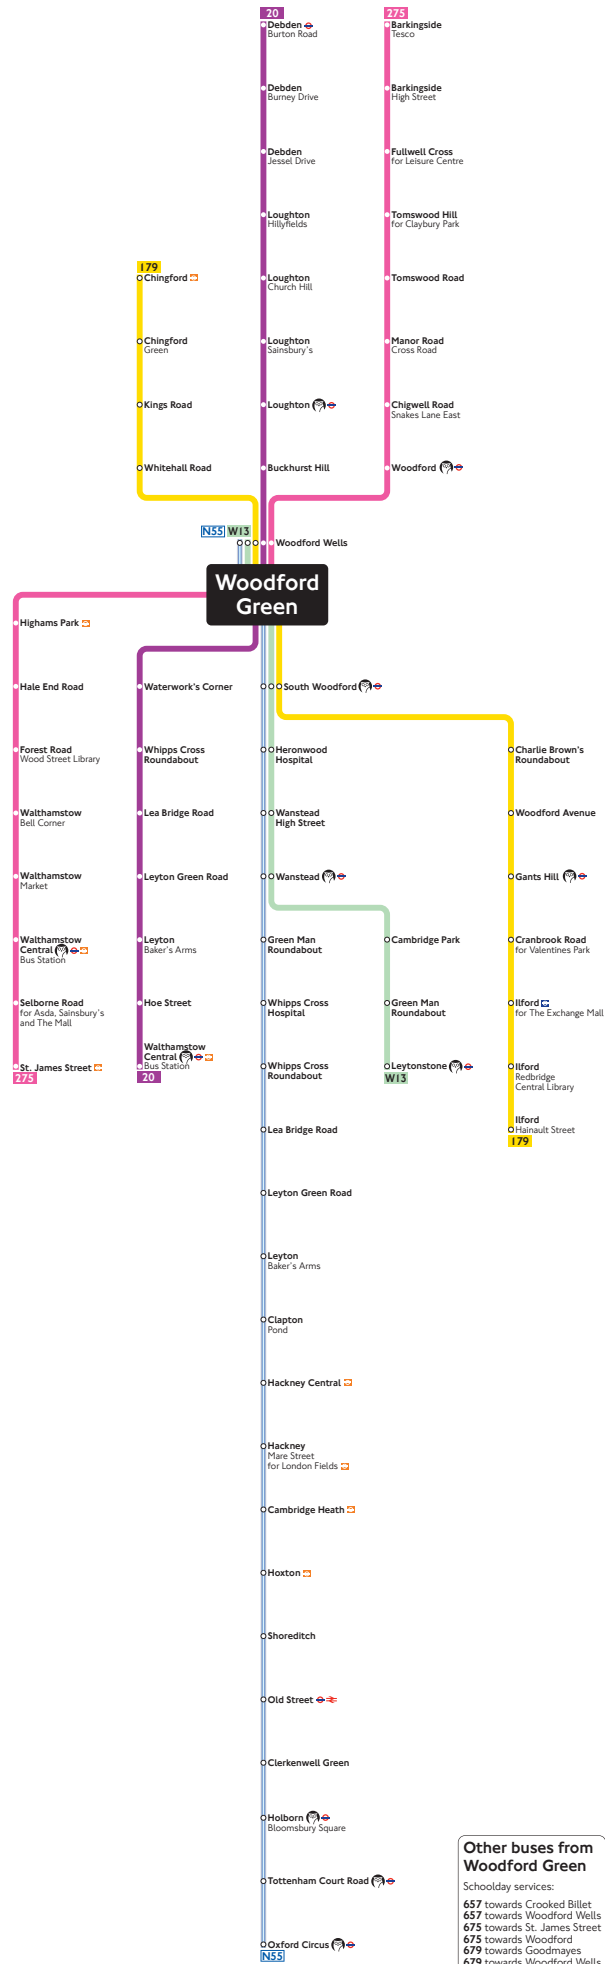 20
Debden
Burton Road
Debden
Burney Drive
Debden
Jessel Drive
Loughton
Hillyfields
Loughton
Church Hill
Loughton
Sainsbury's
Loughton
Buckhurst Hill
275
Barkingside
Tesco
Barkingside
High Street
Fullwell Cross
for Leisure Centre
Tomswood Hill
for Claybury Park
Tomswood Road
Manor Road
Cross Road
Chigwell Road
Snakes Lane East
Woodford
179
Chingford
Chingford
Green
Kings Road
Whitehall Road
N55 W13
Woodford Wells
Woodford
Green
Highams Park
Hale End Road
Forest Road
Wood Street Library
Walthamstow
Bell Corner
Walthamstow
Market
Walthamstow
Central
Bus Station
Selborne Road
for Asda, Sainsbury's
and The Mall
St. James Street
275
Waterwork's Corner
Whipps Cross
Roundabout
Lea Bridge Road
Leyton Green Road
Leyton
Baker's Arms
Hoe Street
Walthamstow
Central
Bus Station
20
South Woodford
Heronwood
Hospital
Wanstead
High Street
Wanstead
Green Man
Roundabout
Whipps Cross
Hospital
Whipps Cross
Roundabout
Lea Bridge Road
Leyton Green Road
Leyton
Baker's Arms
Clapton
Pond
Hackney Central
Hackney
Mare Street
for London Fields
Cambridge Heath
Hoxton
Shoreditch
Old Street
Clerkenwell Green
Holborn
Bloomsbury Square
Tottenham Court Road
Oxford Circus
N55
Cambridge Park
Green Man
Roundabout
Leytonstone
W13
Charlie Brown's
Roundabout
Woodford Avenue
Gants Hill
Cranbrook Road
for Valentines Park
Ilford
for The Exchange Mall
Ilford
Redbridge
Central Library
Ilford
Hainault Street
179
Other buses from
Woodford Green
Schoolday services:
657 towards Crooked Billet
657 towards Woodford Wells
675 towards St. James Street
675 towards Woodford
679 towards Goodmayes
679 towards Woodford Wells